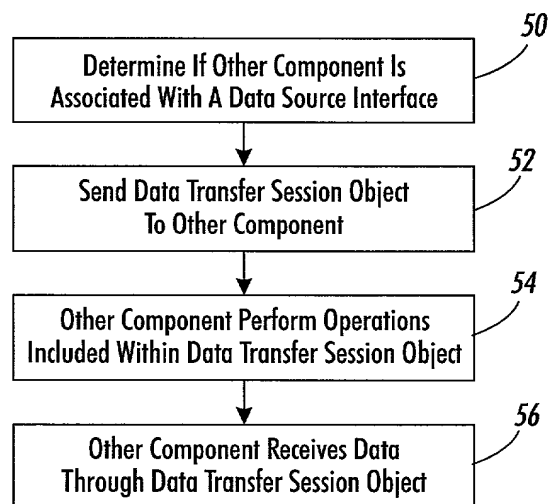 50
Determine If Other Component Is
Associated With A Data Source Interface
52
Send Data Transfer Session Object
To Other Component
54
Other Component Perform Operations
Included Within Data Transfer Session Object
56
Other Component Receives Data
Through Data Transfer Session Object